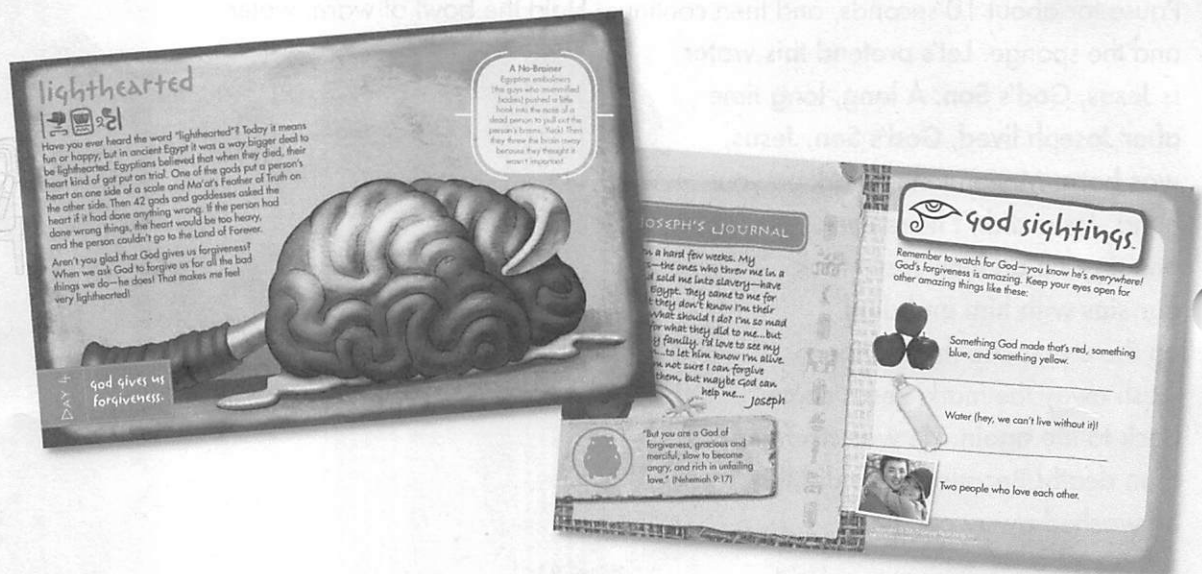 lighthearted
Have you ever heard the word "lighthearted"? Today it means
fun or happy, but in ancient Egypt it was a way bigger deal to
be lighthearted. Egyptians believed that when they died, their
heart kind of got put on trial. One of the gods put a person's
heart on one side of a scale and Ma'at's Feather of Truth on
the other side. Then 42 gods and goddesses asked the
heart if it had done anything wrong. If the person had
done wrong things, the heart would be too heavy,
and the person couldn't go to the Land of Forever.
Aren't you glad that God gives us forgiveness?
When we ask God to forgive us for all the bad
things we do—he does! That makes me feel
very lighthearted!
DAY 4
god gives us
forgiveness.
A No-Brainer
Egyptian embalmers
(the guys who mummified
bodies) pushed a little
hook into the nose of a
dead person to pull out the
person's brains. Yuck! Then
they threw the brain away
because they thought it
wasn't important.
JOSEPH'S JOURNAL
a hard few weeks. My
—the ones who threw me in a
sold me into slavery—have
Egypt. They came to me for
they don't know I'm their
What should I do? I'm so mad
for what they did to me...but
family. I'd love to see my
...to let him know I'm alive.
not sure I can forgive
them, but maybe God can
help me...
Joseph
"But you are a God of
forgiveness, gracious and
merciful, slow to become
angry, and rich in unfailing
love." (Nehemiah 9:17)
god sightings.
Remember to watch for God—you know he's everywhere!
God's forgiveness is amazing. Keep your eyes open for
other amazing things like these:
Something God made that's red, something
blue, and something yellow.
Water (hey, we can't live without it)!
Two people who love each other.